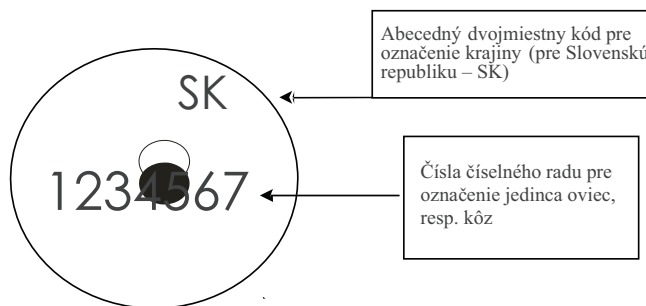 Abecedný dvojmiestny kód pre
označenie krajiny (pre Slovenskú
republiku – SK)
SK
1234567
Čísla číselného radu pre
označenie jedinca oviec,
resp. kôz